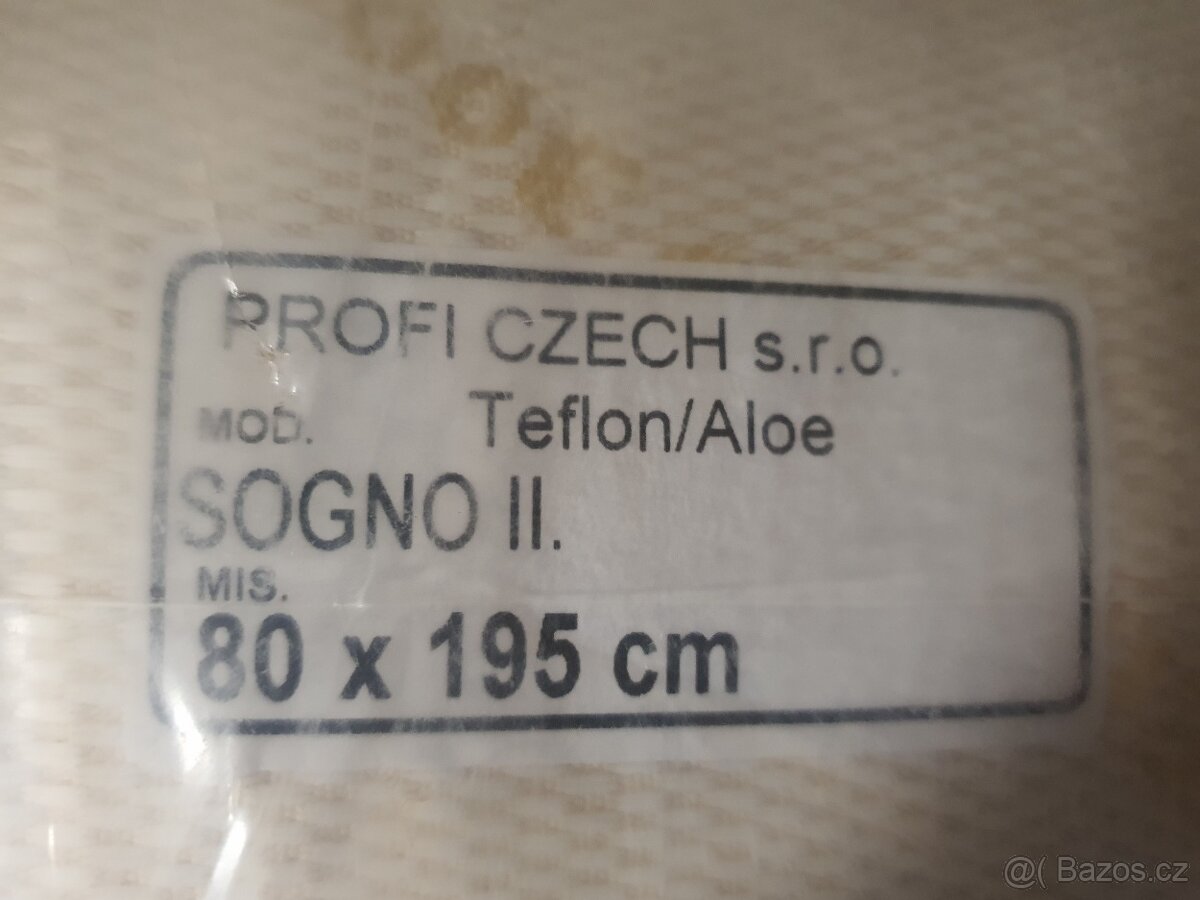 PROFI CZECH s.r.o.
MOD. Teflon/Aloe
SOGNO II.
MIS.
80 x 195 cm
@( Bazos.cz